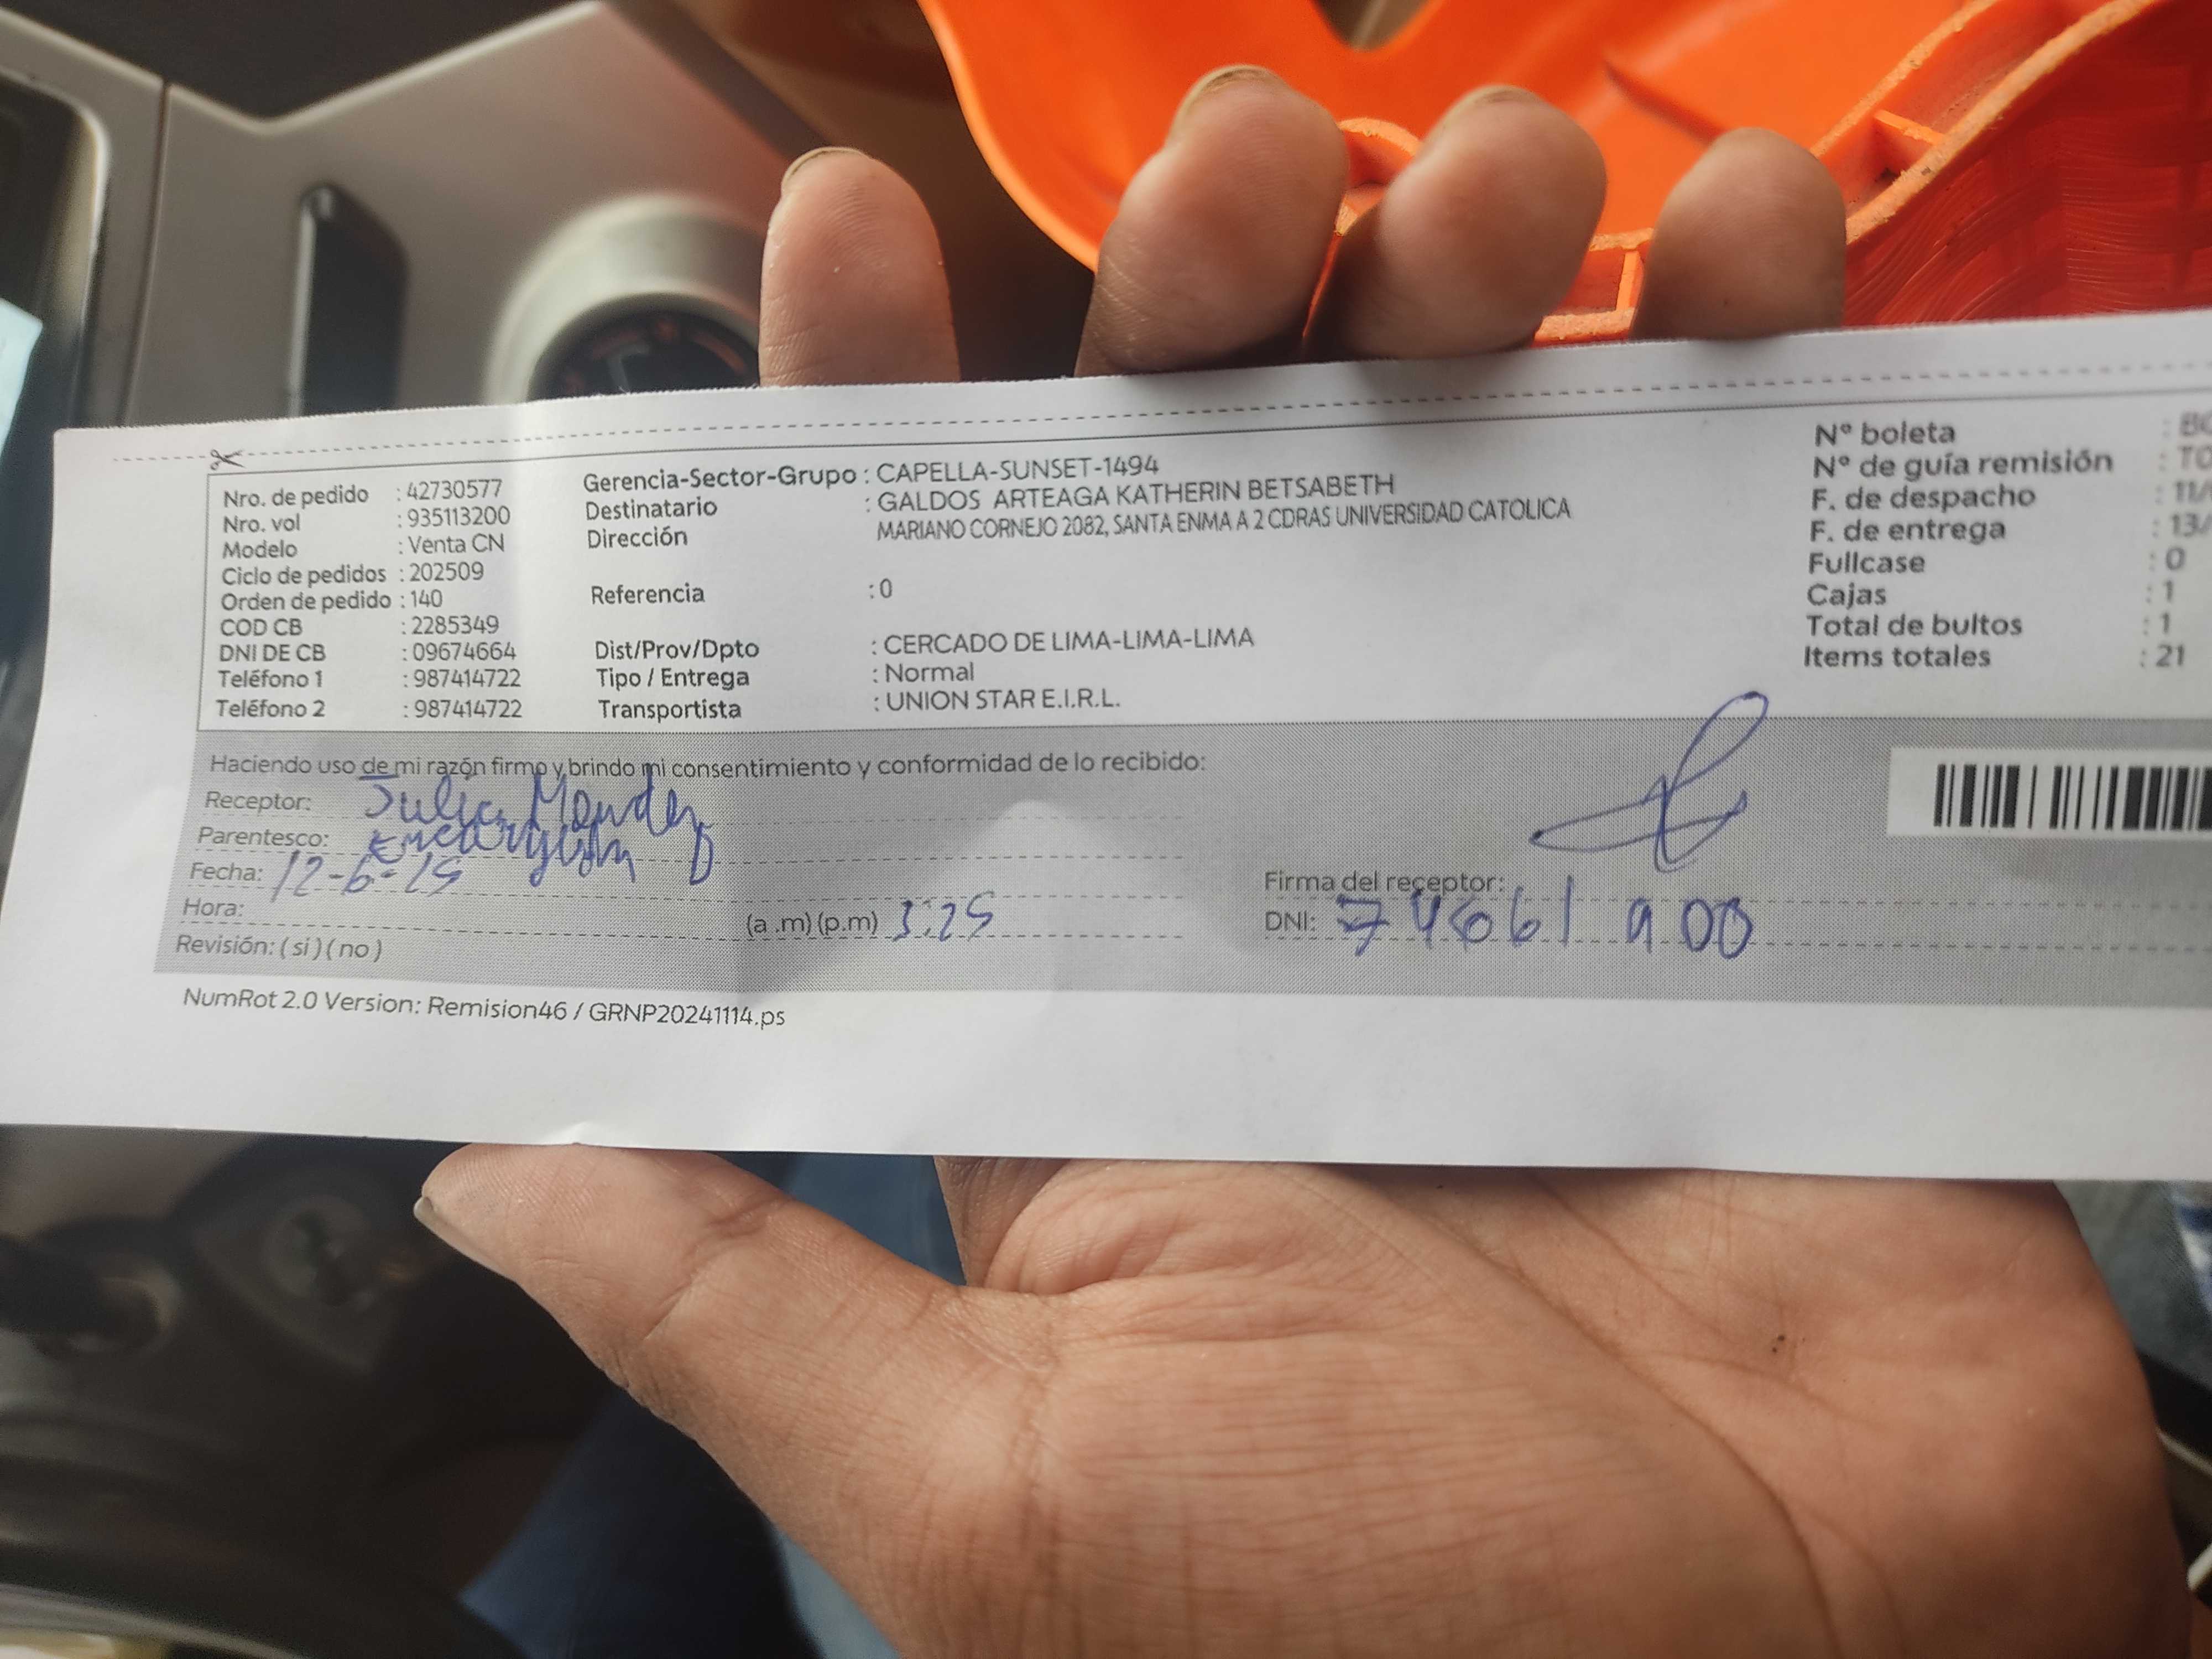 Nro. de pedido : 42730577
Nro. vol : 935113200
Modelo : Venta CN
Ciclo de pedidos : 202509
Orden de pedido : 140
COD CB : 2285349
DNI DE CB : 09674664
Teléfono 1 : 987414722
Teléfono 2 : 987414722
Gerencia-Sector-Grupo : CAPELLA-SUNSET-1494
Destinatario : GALDOS ARTEAGA KATHERIN BETSABETH
Dirección MARIANO CORNEJO 2082, SANTA ENMA A 2 CDRAS UNIVERSIDAD CATOLICA
Referencia : 0
Dist/Prov/Dpto : CERCADO DE LIMA-LIMA-LIMA
Tipo / Entrega : Normal
Transportista : UNION STAR E.I.R.L.
Nº boleta
Nº de guía remisión
F. de despacho : 11/
F. de entrega : 13/
Fullcase : 0
Cajas : 1
Total de bultos : 1
Items totales : 21
Haciendo uso de mi razón firmo y brindo mi consentimiento y conformidad de lo recibido:
Receptor:
Parentesco:
Fecha: 12-6-25
Hora: (a .m) (p.m) 3:25
Revisión: ( si ) ( no )
Firma del receptor:
DNI: 74661900
NumRot 2.0 Version: Remision46 / GRNP20241114.ps